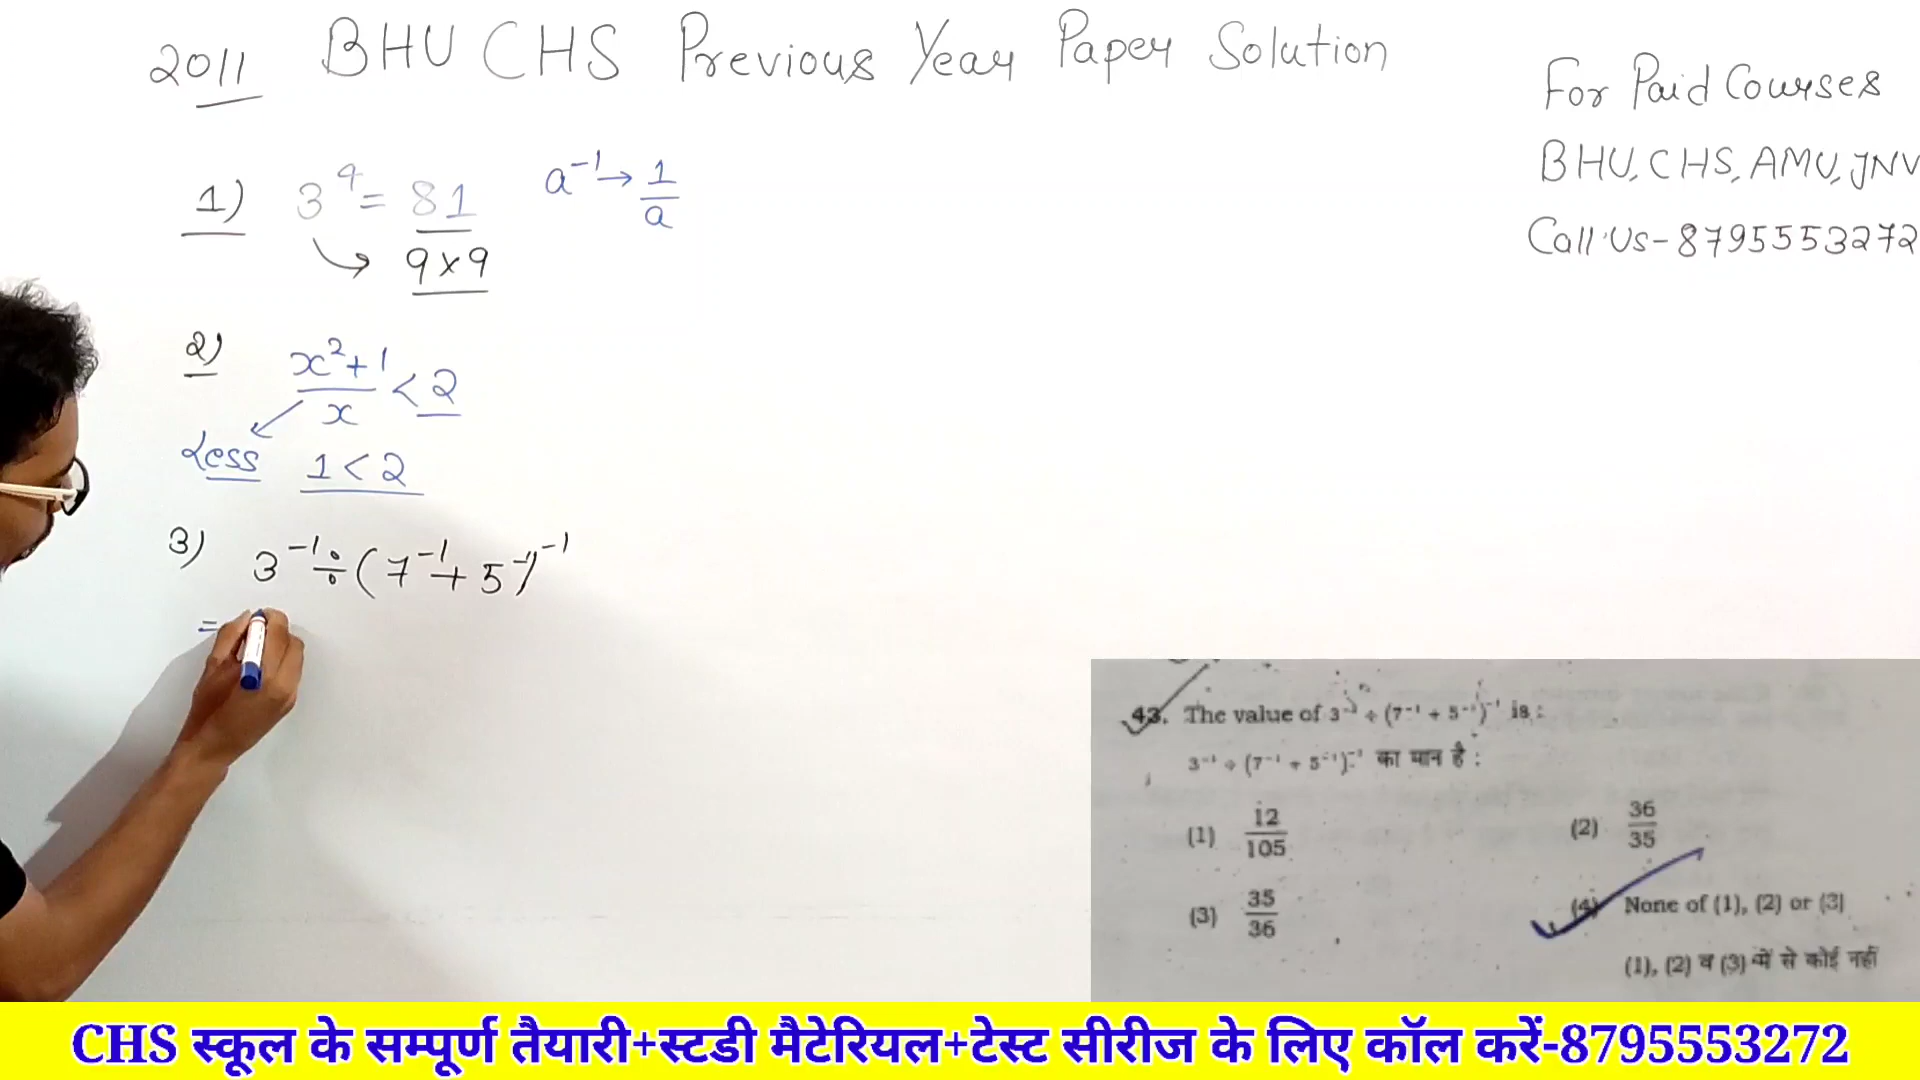 2011 BHU CHS Previous Year Paper Solution
For Paid Courses
BHU, CHS, AMU, JNV
Call Us-8795553272
1) 3⁴ = 81
9×9
a⁻¹ → 1/a
2) x²+1/x < 2
Less 1 < 2
3) 3⁻¹ ÷ (7⁻¹ + 5⁻¹)⁻¹
=
43. The value of 3⁻¹ ÷ (7⁻¹ + 5⁻¹)⁻¹ is :
3⁻¹ ÷ (7⁻¹ + 5⁻¹)⁻¹ का मान है :
(1) 12/105 (2) 36/35
(3) 35/36 (4) None of (1), (2) or (3)
(1), (2) व (3) में से कोई नहीं
CHS स्कूल के सम्पूर्ण तैयारी+स्टडी मैटेरियल+टेस्ट सीरीज के लिए कॉल करें-8795553272